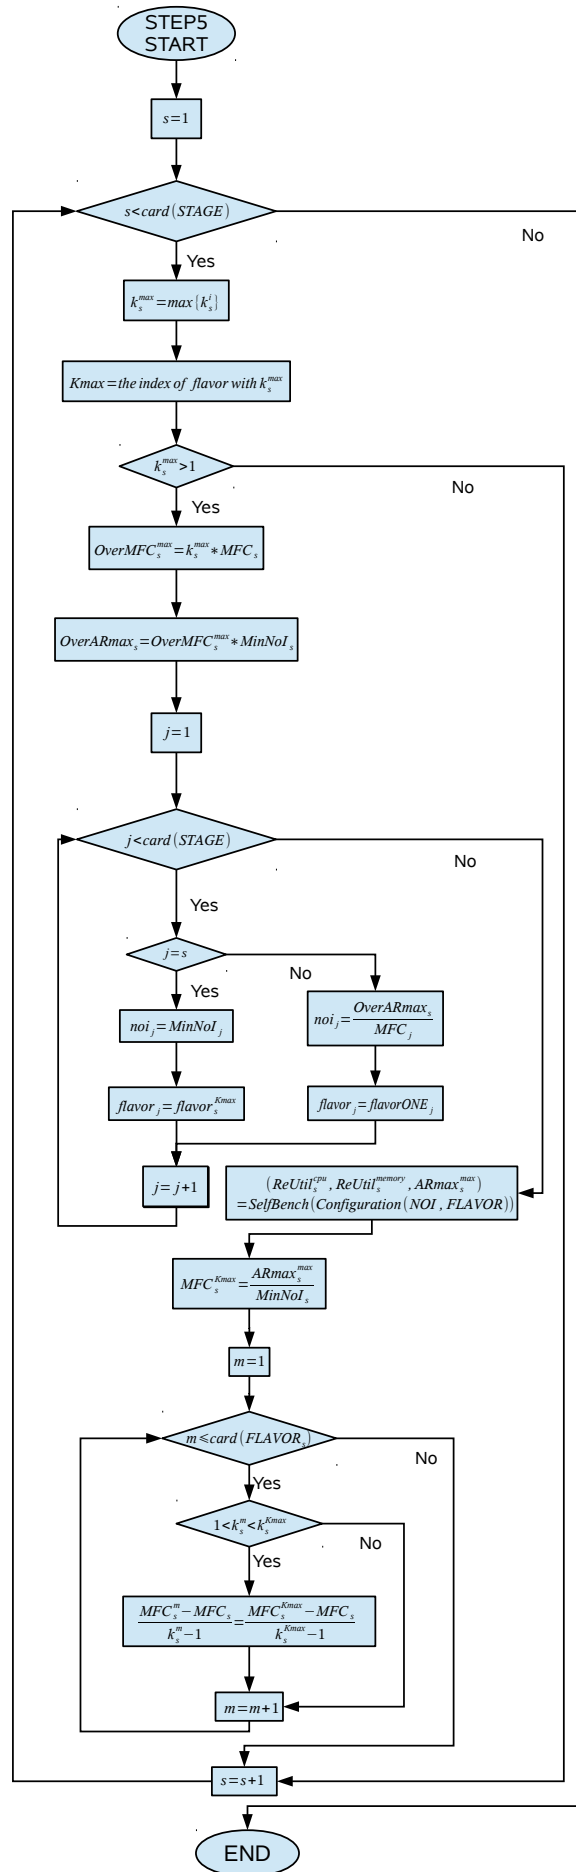 STEP5
START
s=1
s<card(STAGE)
No
Yes
k_s^max=max{k_s^i}
Kmax=the index of flavor with k_s^max
k_s^max>1
No
Yes
OverMFC_s^max=k_s^max*MFC_s
OverARmax_s=OverMFC_s^max*MinNoI_s
j=1
j<card(STAGE)
No
Yes
j=s
No
Yes
noi_j=MinNoI_j
noi_j=OverARmax_s/MFC_j
flavor_j=flavor_s^Kmax
flavor_j=flavorONE_j
j=j+1
(ReUtil_s^cpu, ReUtil_s^memory, ARmax_s^max)
=SelfBench(Configuration(NOI, FLAVOR))
MFC_s^Kmax=ARmax_s^max/MinNoI_s
m=1
m≤card(FLAVOR_s)
No
Yes
1<k_s^m<k_s^Kmax
No
Yes
(MFC_s^m−MFC_s)/(k_s^m−1)=(MFC_s^Kmax−MFC_s)/(k_s^Kmax−1)
m=m+1
s=s+1
END